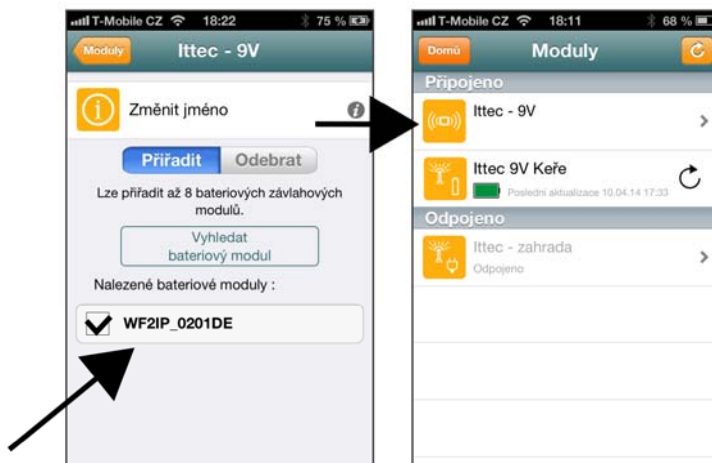 T-Mobile CZ 18:22 75 %
Moduly Ittec - 9V
Změnit jméno
Přiřadit Odebrat
Lze přiřadit až 8 bateriových závlahových
modulů.
Vyhledat
bateriový modul
Nalezené bateriové moduly :
WF2IP_0201DE
T-Mobile CZ 18:11 68 %
Domů Moduly
Připojeno
Ittec - 9V
Ittec 9V Keře
Poslední aktualizace 10.04.14 17:33
Odpojeno
Ittec - zahrada
Odpojeno